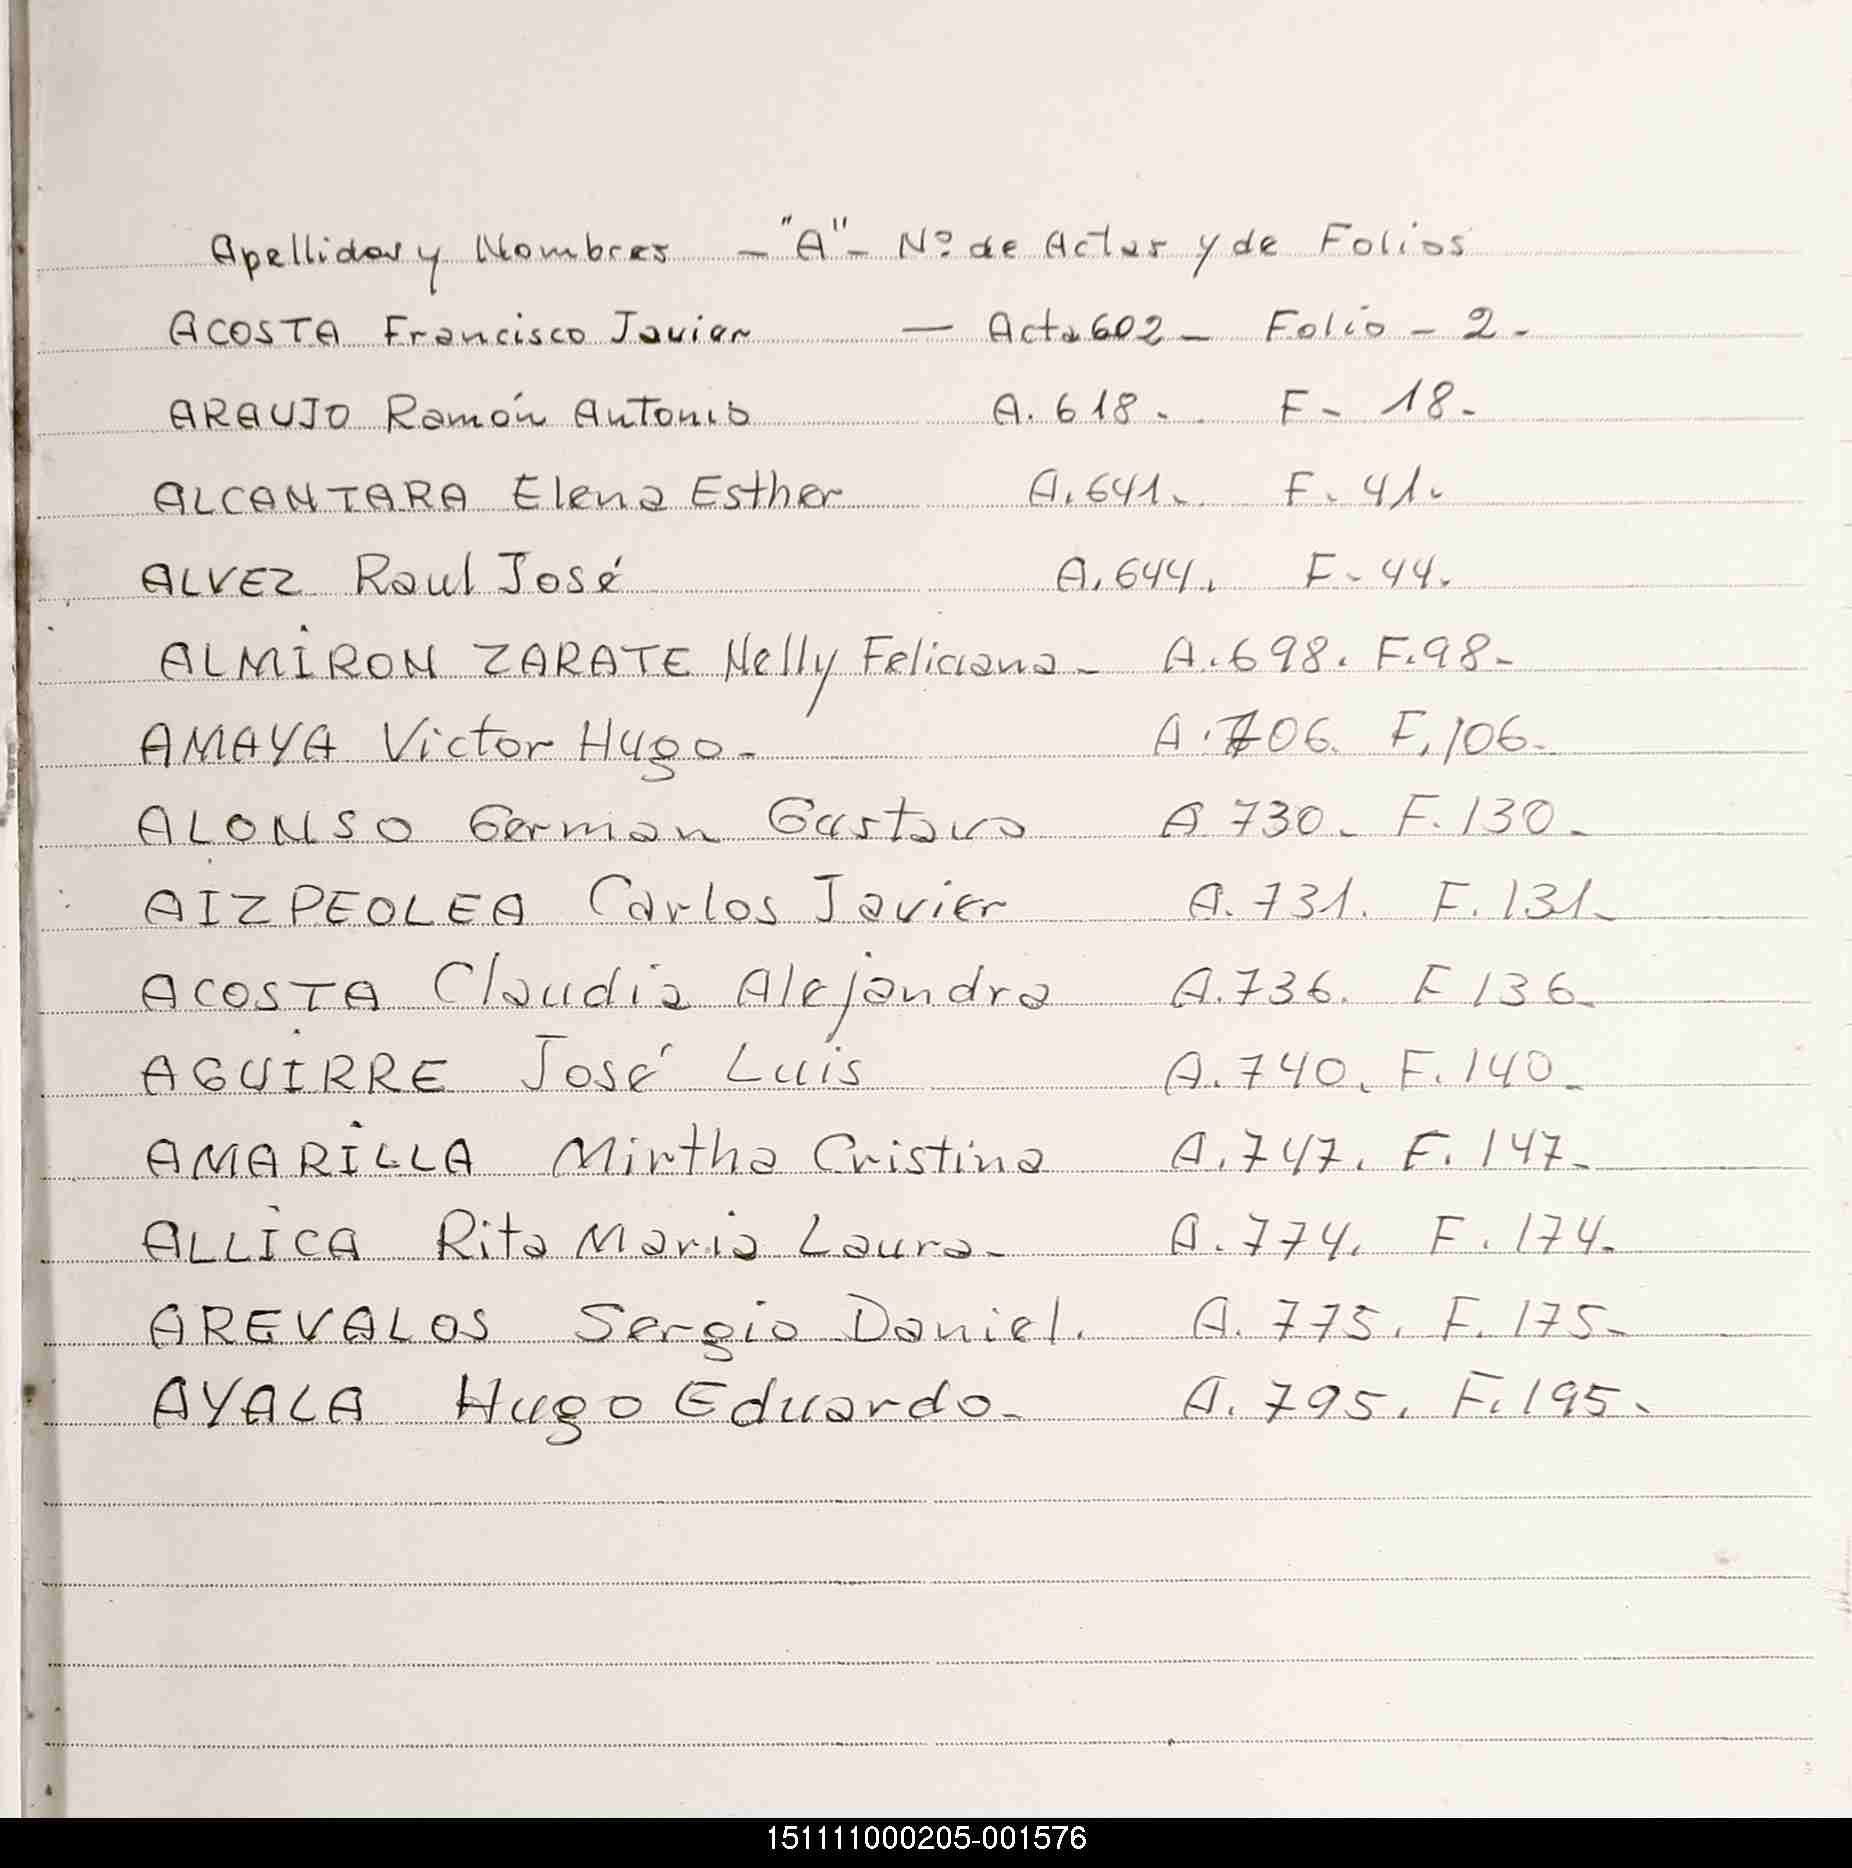 Apellidos y Nombres - "A" - Nº de Actas y de Folios
ACOSTA Francisco Javier — Acta 602 - Folio - 2 -
ARAUJO Ramón Antonio A. 618 - F - 18 -
ALCANTARA Elena Esther A. 641. F. 41.
ALVEZ Raul José A. 644. F. 44.
ALMIRON ZARATE Nelly Feliciana - A. 698. F. 98 -
AMAYA Victor Hugo - A. 706. F. 106 -
ALONSO German Gustavo A 730 - F. 130 -
AIZPEOLEA Carlos Javier A. 731. F. 131 -
ACOSTA Claudia Alejandra A. 736. F 136 -
AGUIRRE José Luis A. 740. F. 140 -
AMARILLA Mirtha Cristina A. 747. F. 147 -
ALLICA Rita Maria Laura - A. 774. F. 174 -
AREVALOS Sergio Daniel. A. 775. F. 175 -
AYALA Hugo Eduardo - A. 795. F. 195 -
151111000205-001576